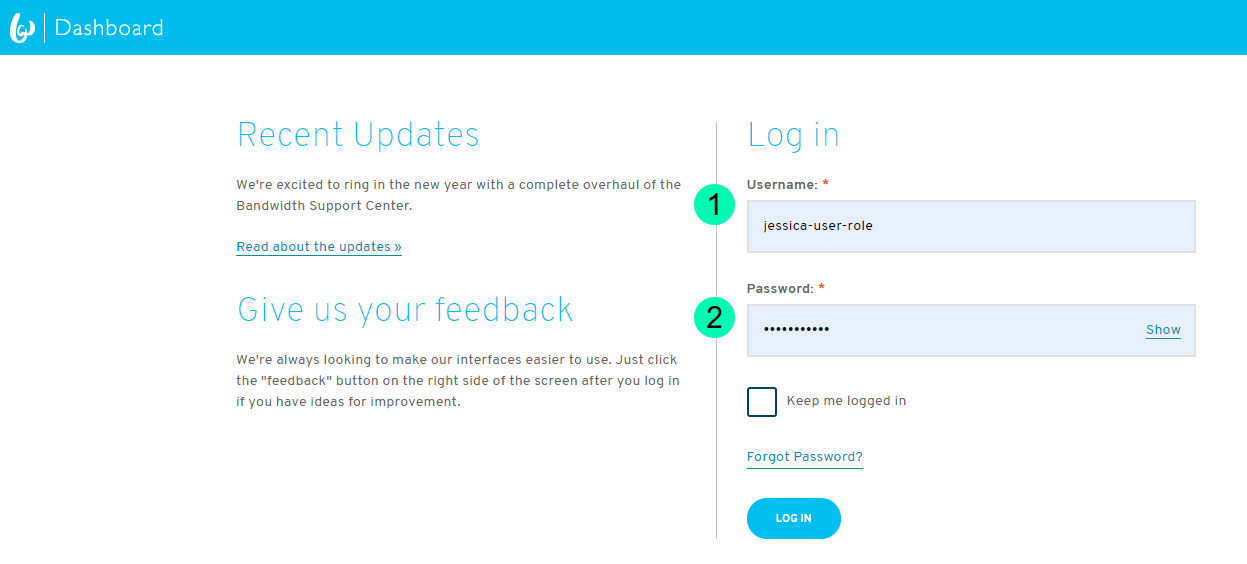 Dashboard
Recent Updates
We're excited to ring in the new year with a complete overhaul of the
Bandwidth Support Center.
Read about the updates »
Give us your feedback
We're always looking to make our interfaces easier to use. Just click
the "feedback" button on the right side of the screen after you log in
if you have ideas for improvement.
Log in
1
Username: *
jessica-user-role
2
Password: *
•••••••••••
Show
Keep me logged in
Forgot Password?
LOG IN